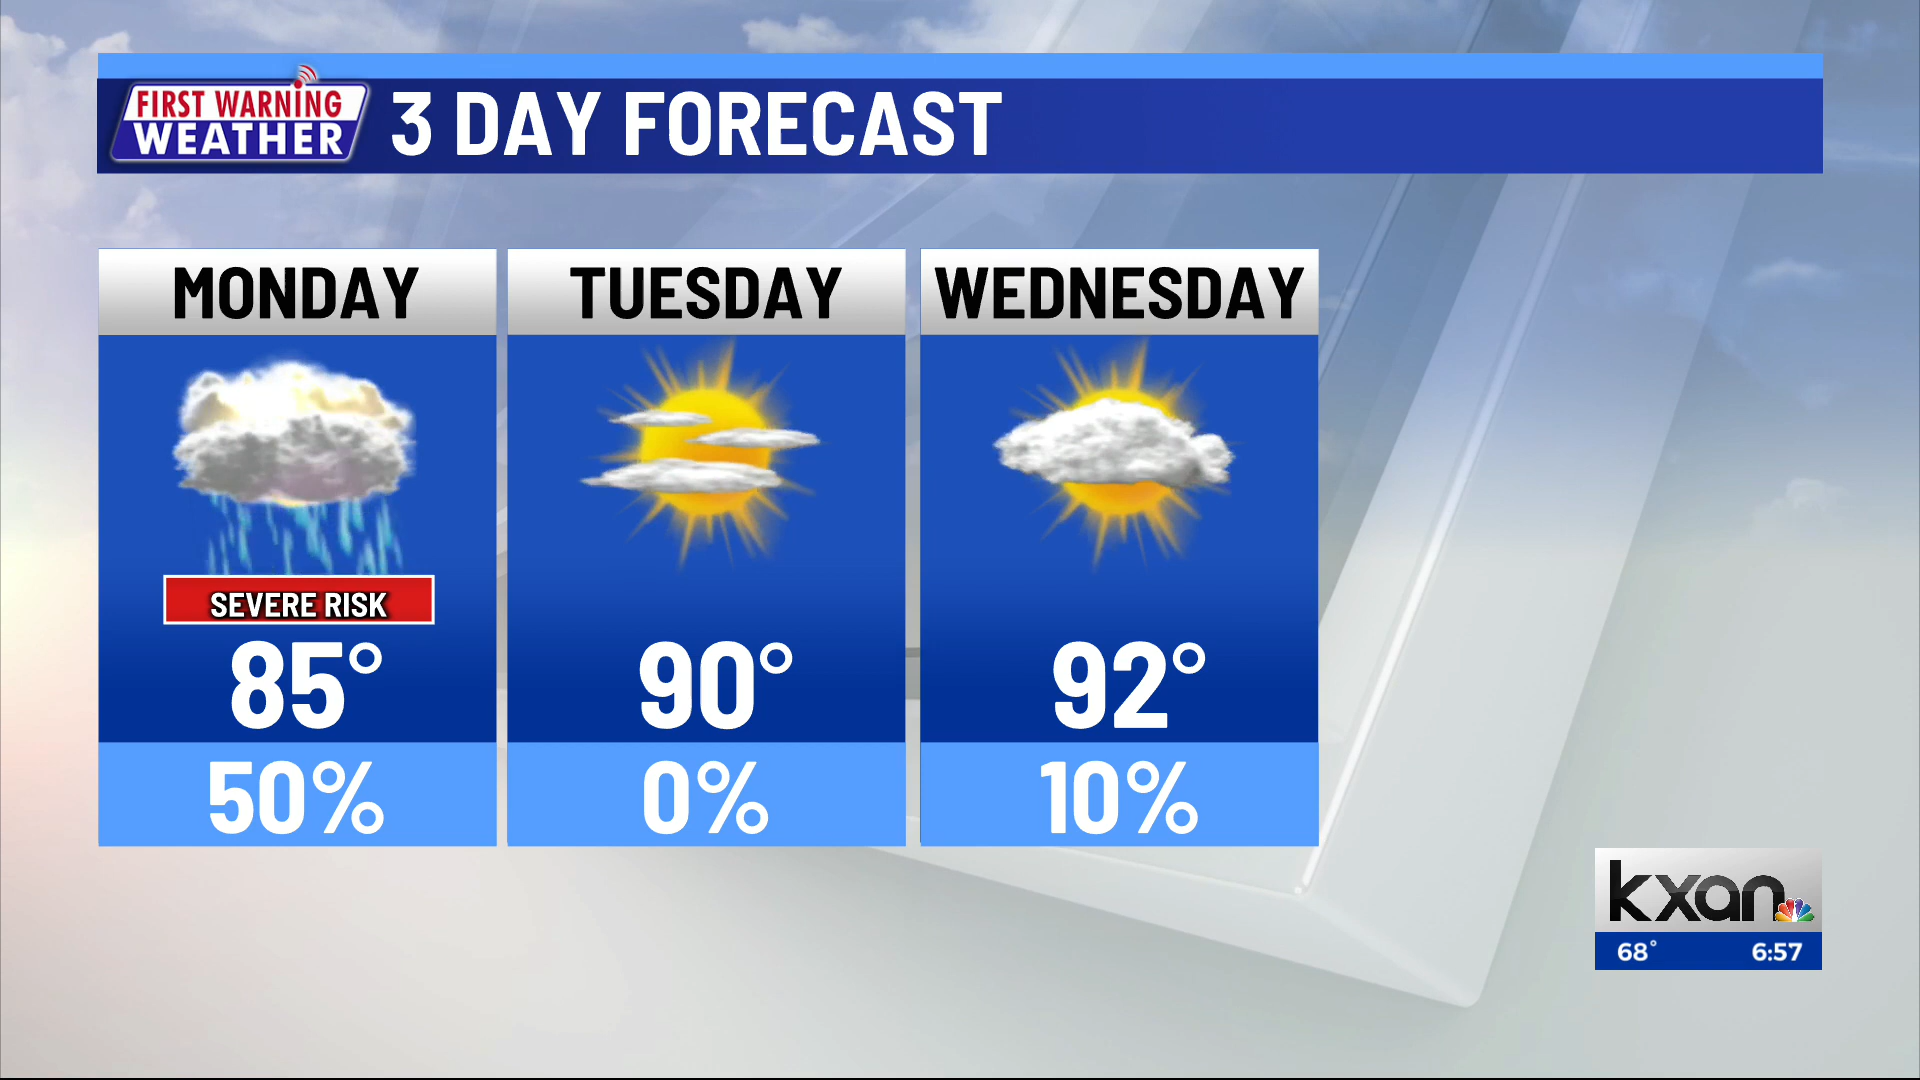 FIRST WARNING
WEATHER
3 DAY FORECAST
MONDAY
SEVERE RISK
85°
50%
TUESDAY
90°
0%
WEDNESDAY
92°
10%
kxan
68° 6:57